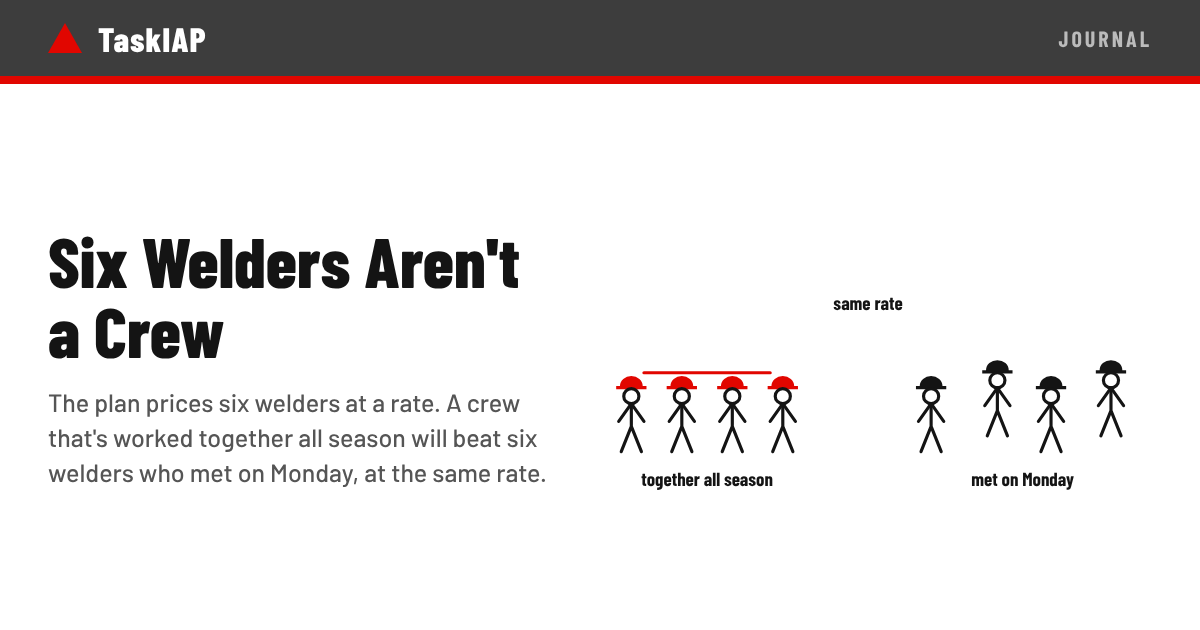 TaskIAP
JOURNAL
Six Welders Aren't
a Crew
The plan prices six welders at a rate. A crew
that's worked together all season will beat six
welders who met on Monday, at the same rate.
same rate
together all season
met on Monday